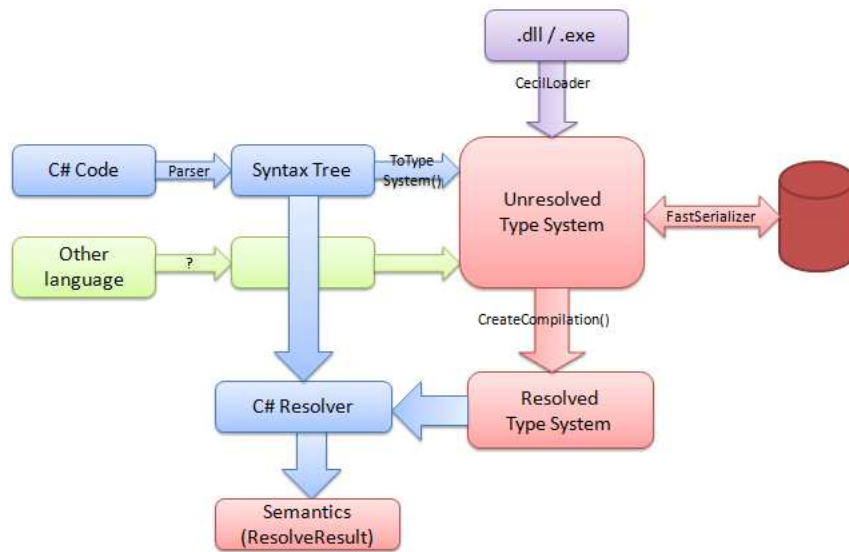 .dll / .exe
CecilLoader
C# Code
Parser
Syntax Tree
ToType
System()
Unresolved
Type System
FastSerializer
Other
language
?
CreateCompilation()
C# Resolver
Resolved
Type System
Semantics
(ResolveResult)